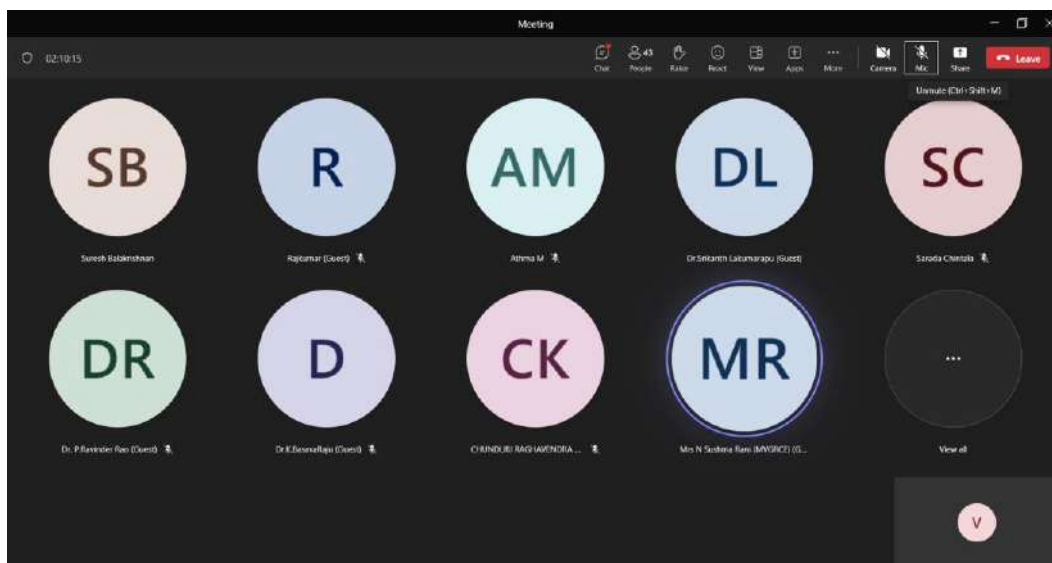 Meeting
02:10:15
Chat
43
People
Raise
React
View
Apps
More
Camera
Mic
Share
Leave
Unmute (Ctrl+Shift+M)
SB
R
AM
DL
SC
Suresh Balakrishnan
Rajkumar (Guest)
Athma M
Dr.Srikanth Lakumarapu (Guest)
Sarada Chintala
DR
D
CK
MR
...
Dr. P.Ravinder Rao (Guest)
Dr.K.BasavaRaju (Guest)
CHUNDURI RAGHAVENDRA ...
Mrs N Sushma Rani (MVGRCE) (G...
View all
V